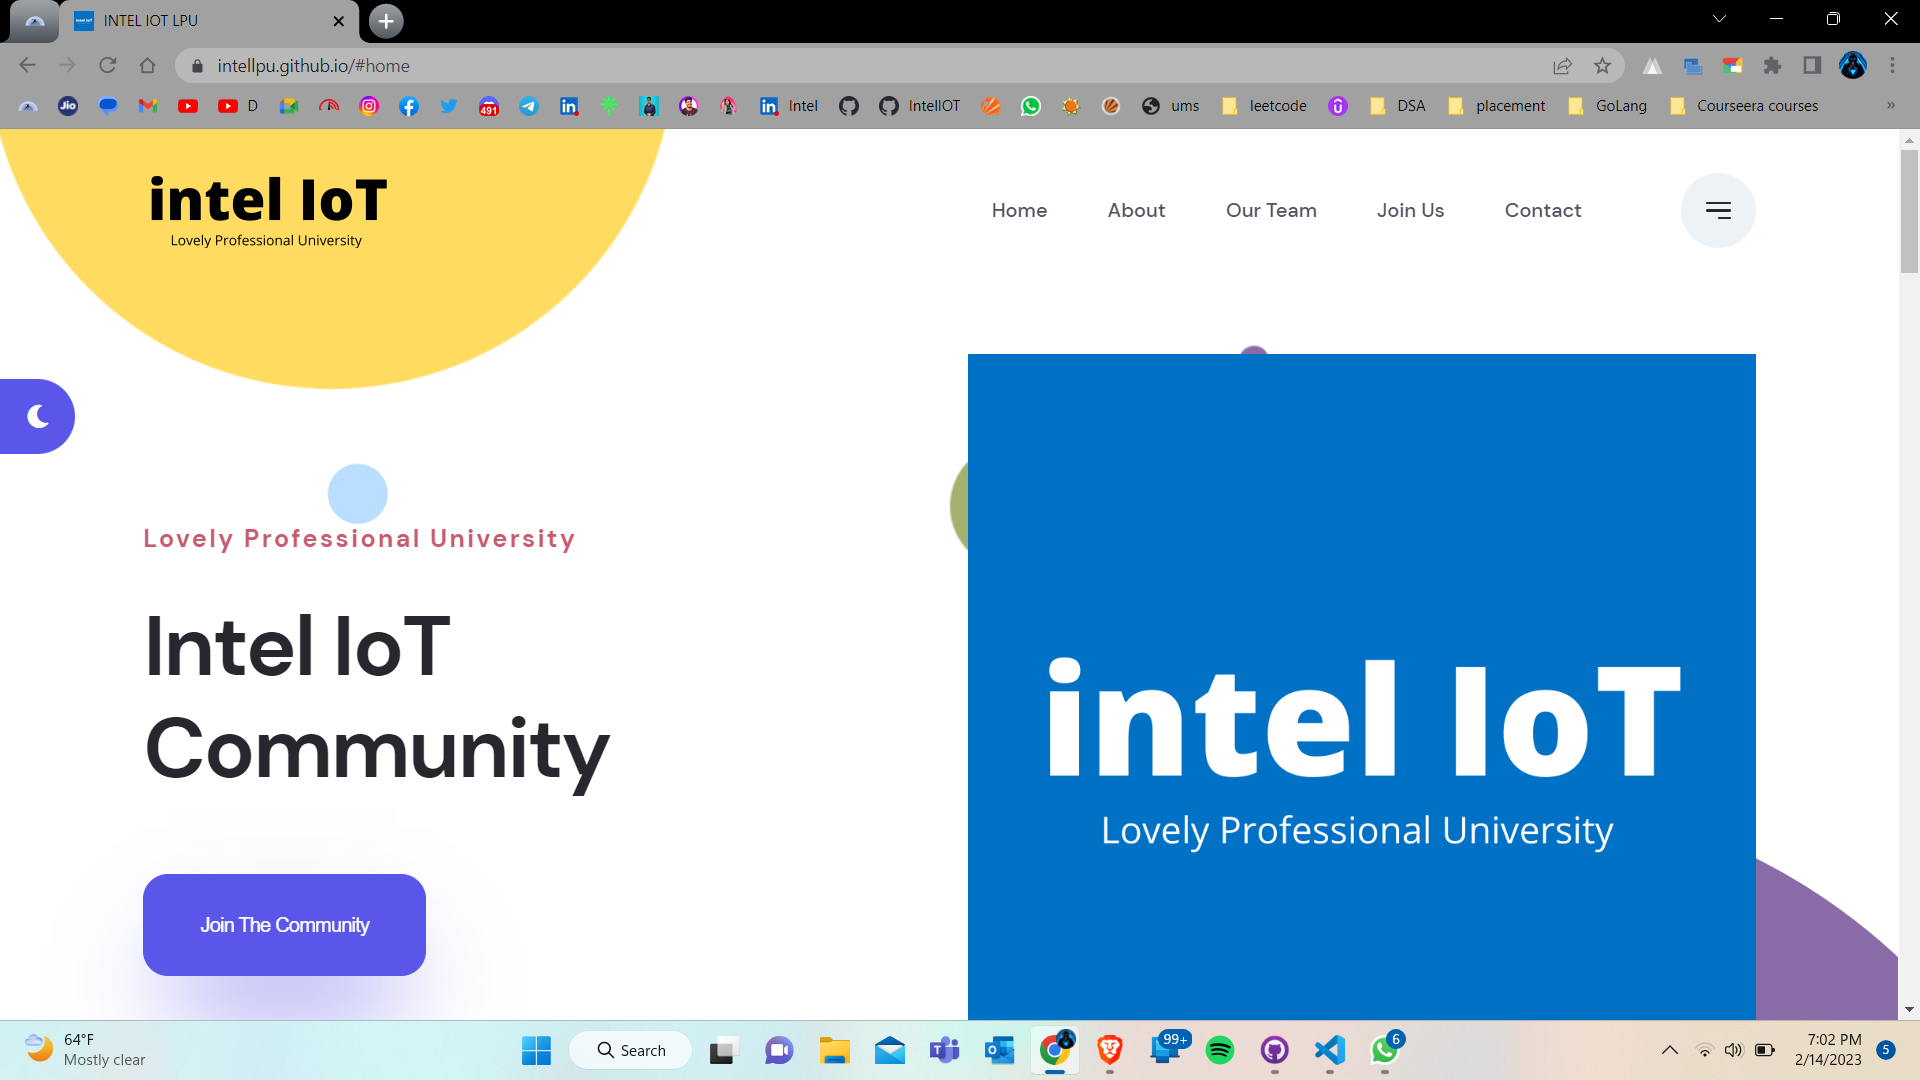 INTEL IOT LPU
intellpu.github.io/#home
Jio
D
491
Intel
IntelIOT
ums
leetcode
DSA
placement
GoLang
Courseera courses
»
intel IoT
Lovely Professional University
Home
About
Our Team
Join Us
Contact
Lovely Professional University
Intel IoT
Community
Join The Community
intel IoT
Lovely Professional University
64°F
Mostly clear
Search
99+
6
7:02 PM
2/14/2023
5